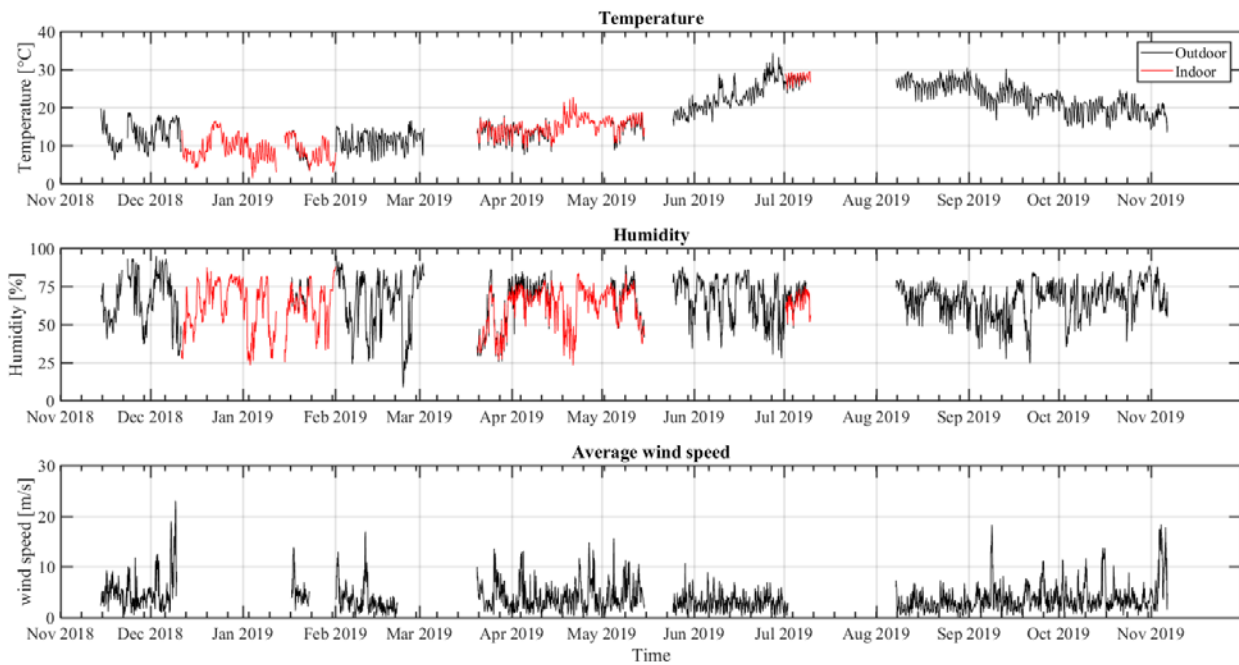 Temperature
Temperature [°C]
40
30
20
10
0
Outdoor
Indoor
Nov 2018 Dec 2018 Jan 2019 Feb 2019 Mar 2019 Apr 2019 May 2019 Jun 2019 Jul 2019 Aug 2019 Sep 2019 Oct 2019 Nov 2019
Humidity
Humidity [%]
100
75
50
25
0
Nov 2018 Dec 2018 Jan 2019 Feb 2019 Mar 2019 Apr 2019 May 2019 Jun 2019 Jul 2019 Aug 2019 Sep 2019 Oct 2019 Nov 2019
Average wind speed
wind speed [m/s]
30
20
10
0
Nov 2018 Dec 2018 Jan 2019 Feb 2019 Mar 2019 Apr 2019 May 2019 Jun 2019 Jul 2019 Aug 2019 Sep 2019 Oct 2019 Nov 2019
Time